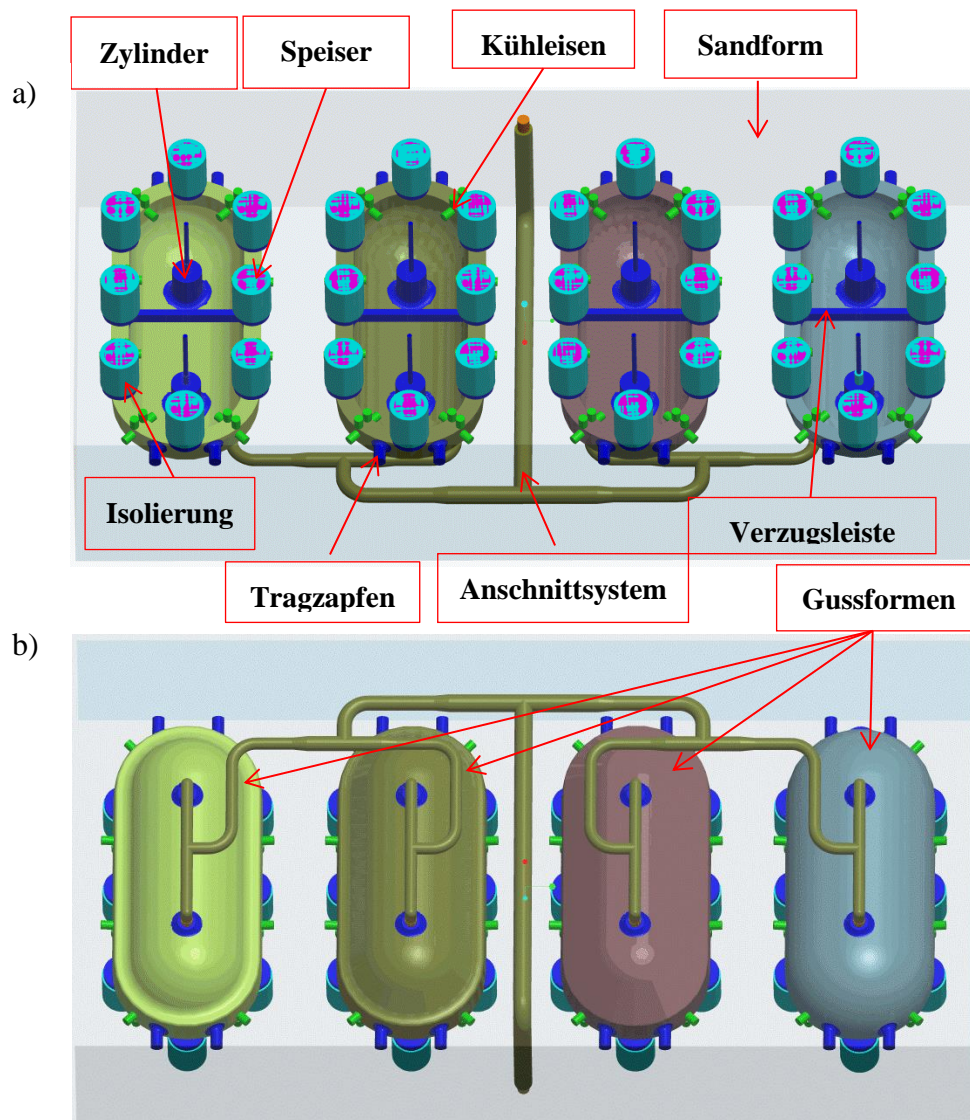 Zylinder
Speiser
Kühleisen
Sandform
a)
Isolierung
Verzugsleiste
Tragzapfen
Anschnittsystem
Gussformen
b)